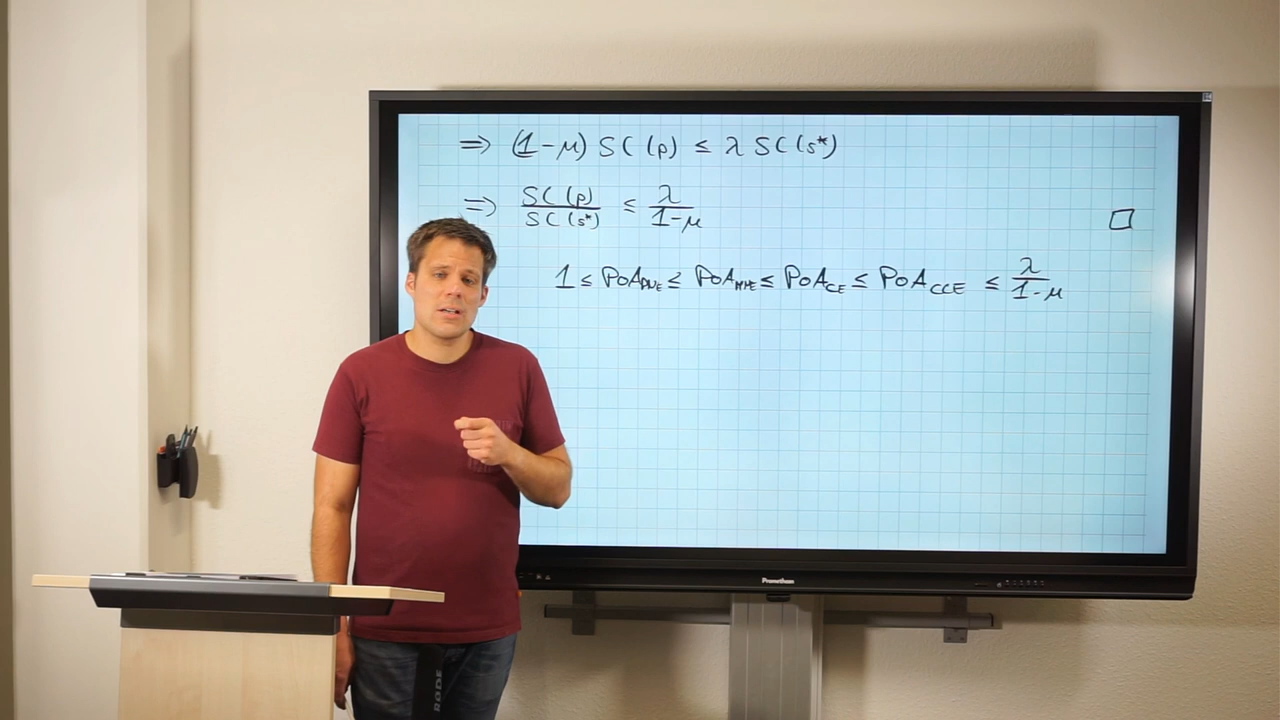 ⇒ (1-μ) SC(p) ≤ λ SC(s*)
⇒ SC(p)/SC(s*) ≤ λ/(1-μ) □
1 ≤ PoA_PNE ≤ PoA_MNE ≤ PoA_CE ≤ PoA_CCE ≤ λ/(1-μ)
Promethean
RODE